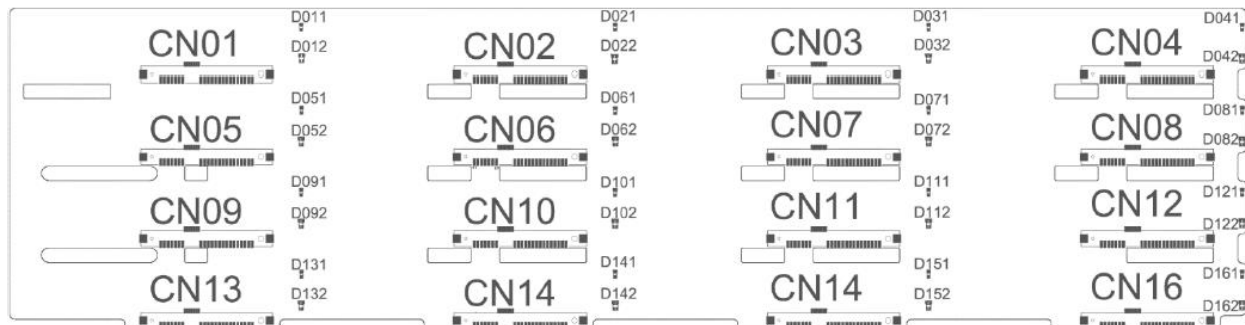 D011 D021 D031 D041
CN01 D012 CN02 D022 CN03 D032 CN04 D042
D051 D061 D071 D081
CN05 D052 CN06 D062 CN07 D072 CN08 D082
D091 D101 D111 D121
CN09 D092 CN10 D102 CN11 D112 CN12 D122
D131 D141 D151 D161
CN13 D132 CN14 D142 CN14 D152 CN16 D162